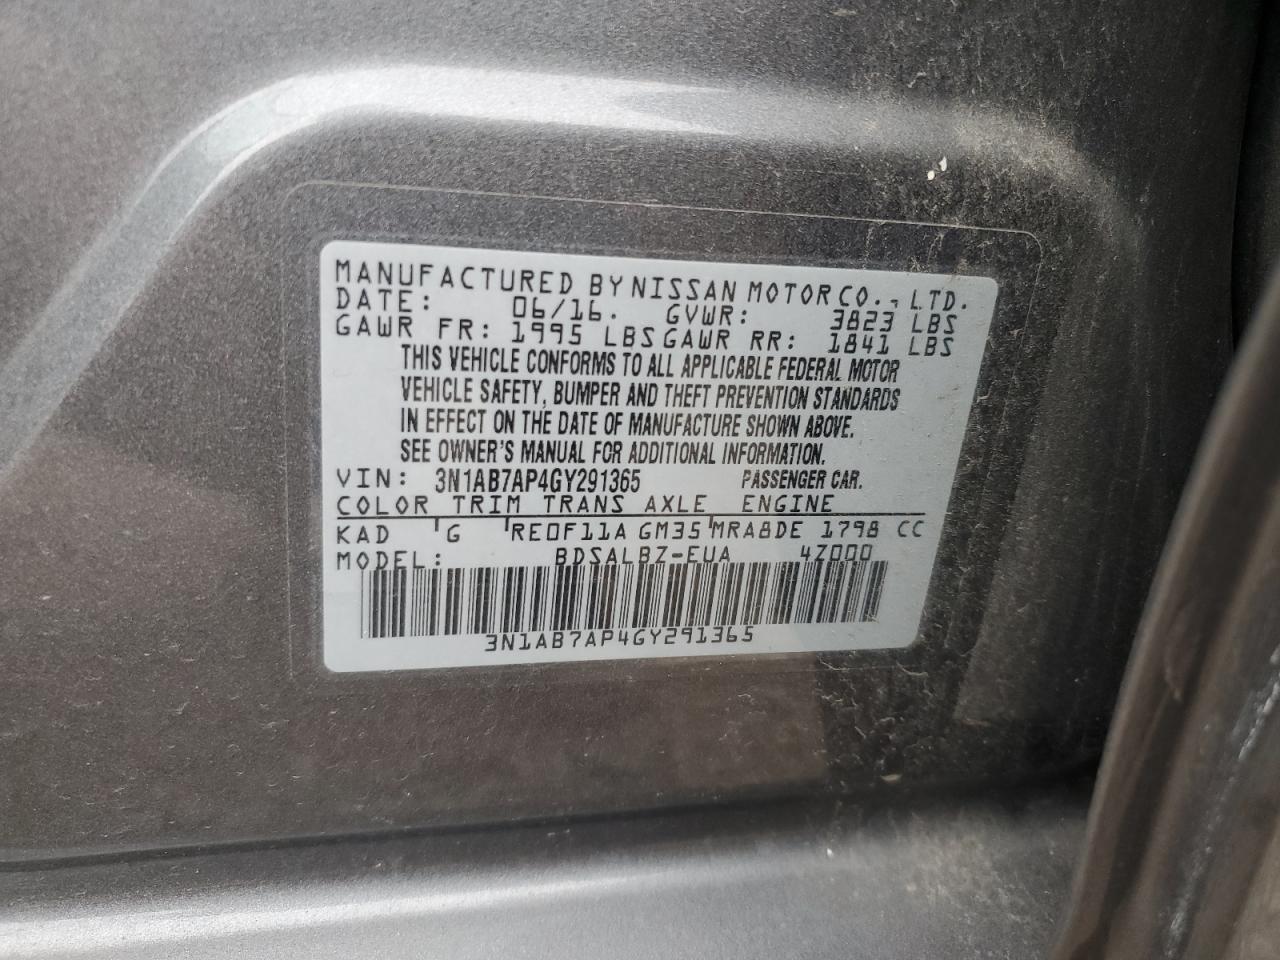 MANUFACTURED BY NISSAN MOTOR CO., LTD.
DATE: 06/16. GVWR: 3823 LBS
GAWR FR: 1995 LBS GAWR RR: 1841 LBS
THIS VEHICLE CONFORMS TO ALL APPLICABLE FEDERAL MOTOR
VEHICLE SAFETY, BUMPER AND THEFT PREVENTION STANDARDS
IN EFFECT ON THE DATE OF MANUFACTURE SHOWN ABOVE.
SEE OWNER'S MANUAL FOR ADDITIONAL INFORMATION.
VIN: 3N1AB7AP4GY291365 PASSENGER CAR.
COLOR TRIM TRANS AXLE ENGINE
KAD G RE0F11A GM35 MRA8DE 1798 CC
MODEL: BDSALBZ-EUA 4Z000
3N1AB7AP4GY291365